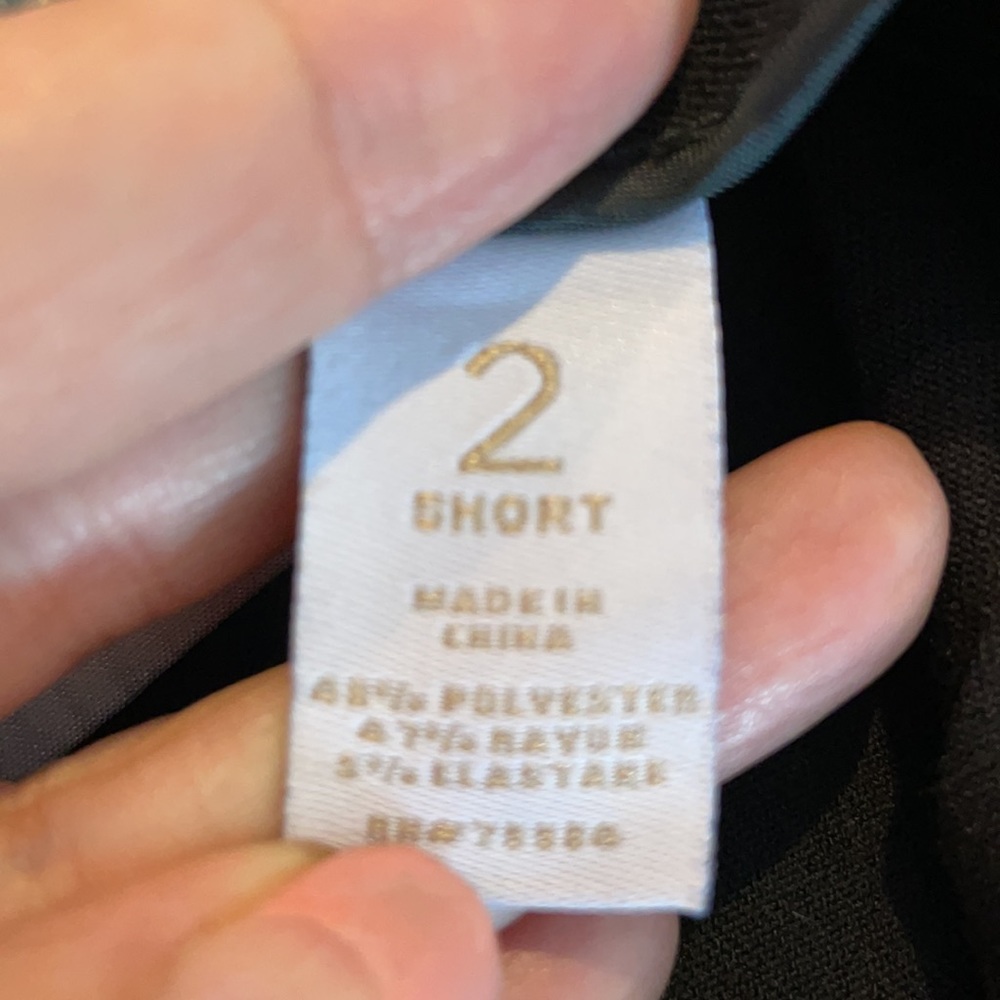 2
SHORT
MADE IN
CHINA
48% POLYESTER
47% RAYON
5% ELASTANE